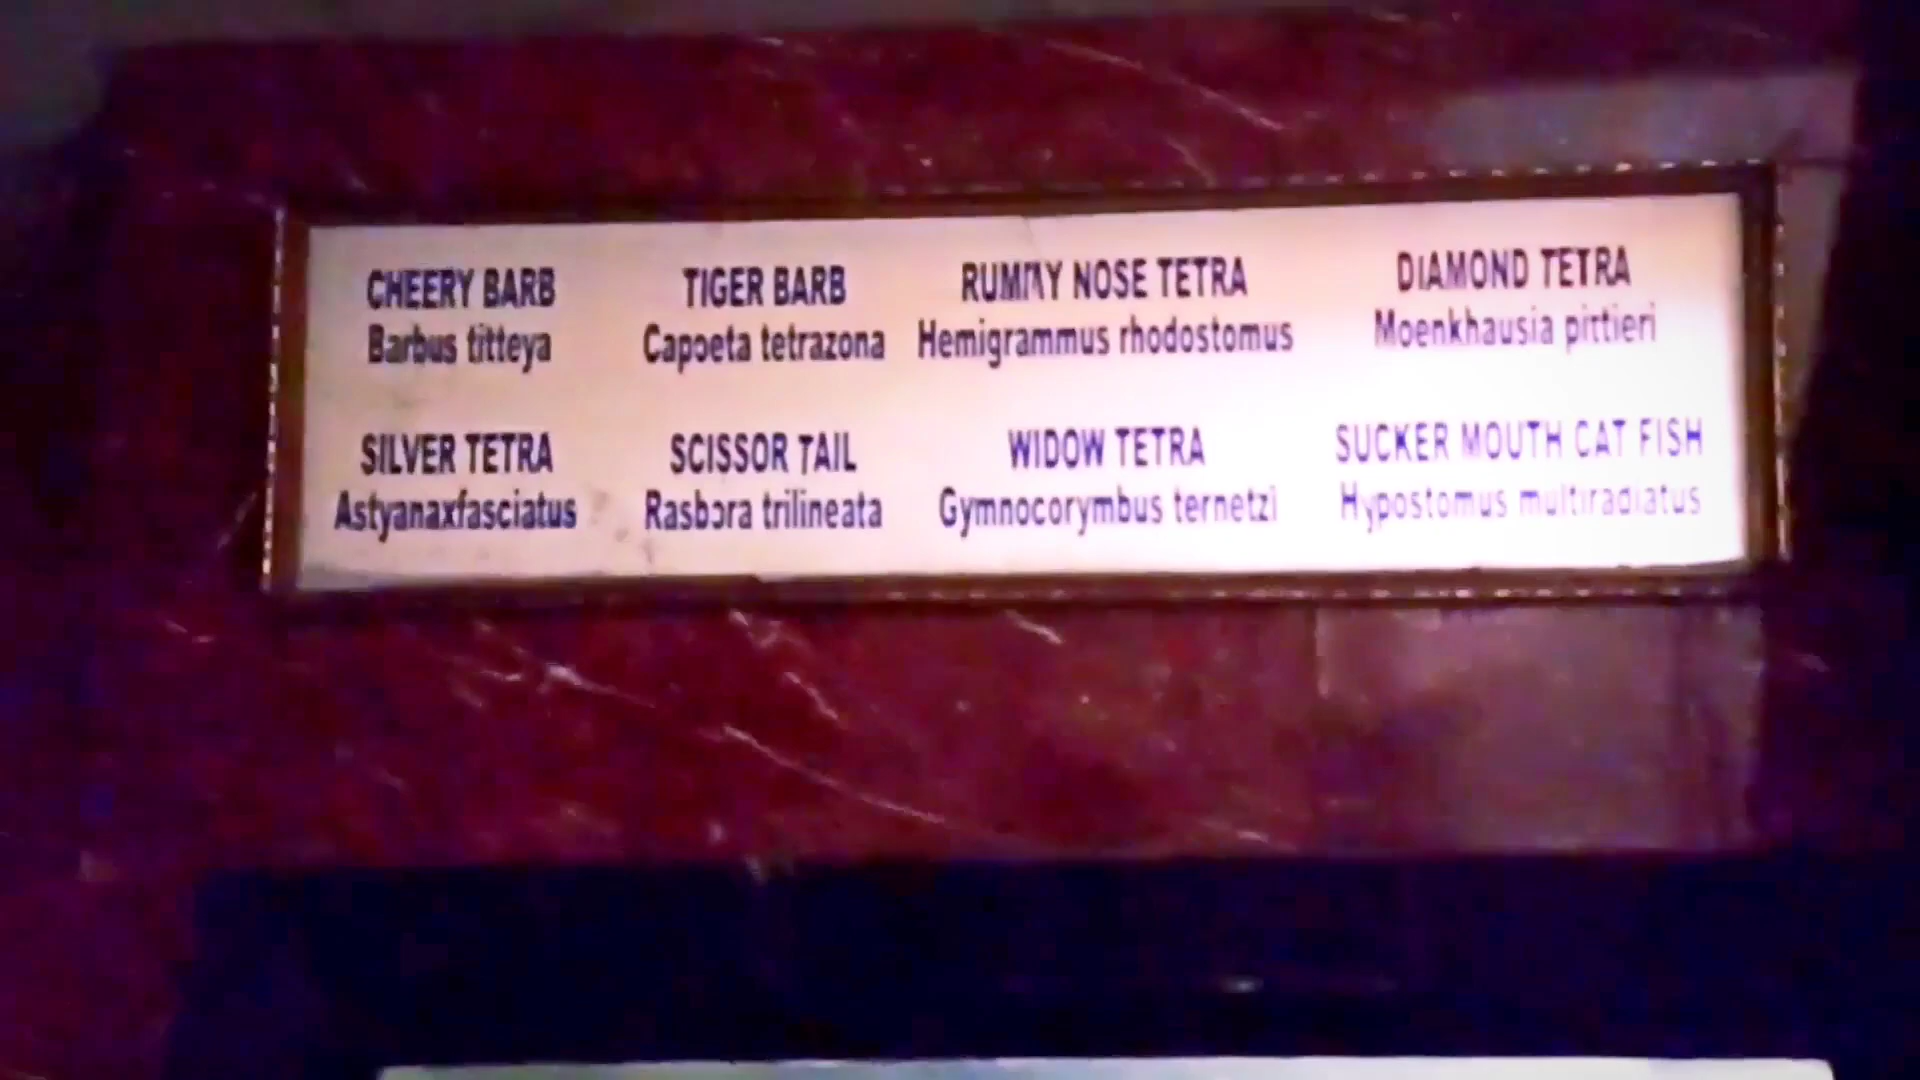 CHEERY BARB TIGER BARB RUMMY NOSE TETRA DIAMOND TETRA
Barbus titteya Capoeta tetrazona Hemigrammus rhodostomus Moenkhausia pittieri
SILVER TETRA SCISSOR TAIL WIDOW TETRA SUCKER MOUTH CAT FISH
Astyanaxfasciatus Rasbora trilineata Gymnocorymbus ternetzi Hypostomus multiradiatus